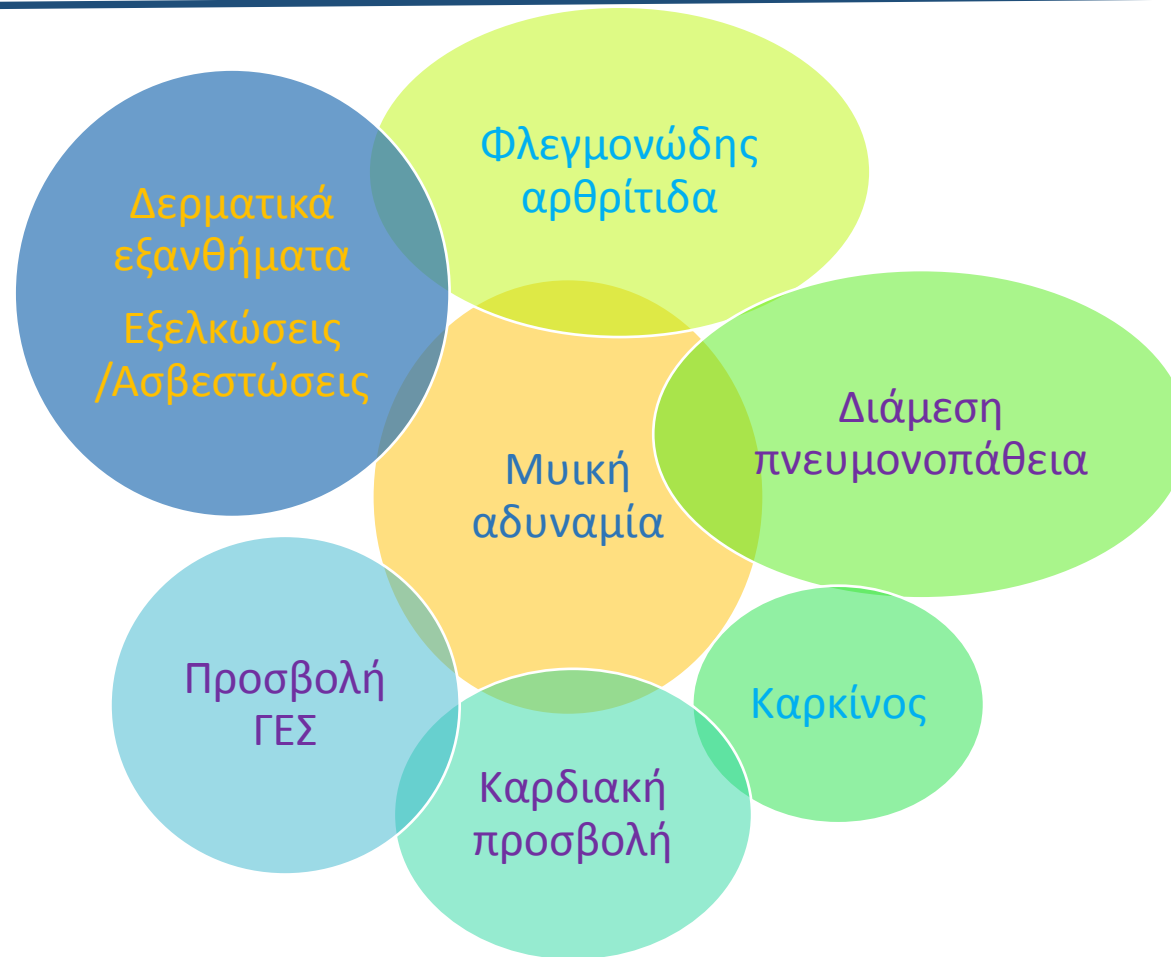 Φλεγμονώδης
αρθρίτιδα
Δερματικά
εξανθήματα
Εξελκώσεις
/Ασβεστώσεις
Διάμεση
πνευμονοπάθεια
Μυική
αδυναμία
Προσβολή
ΓΕΣ
Καρκίνος
Καρδιακή
προσβολή